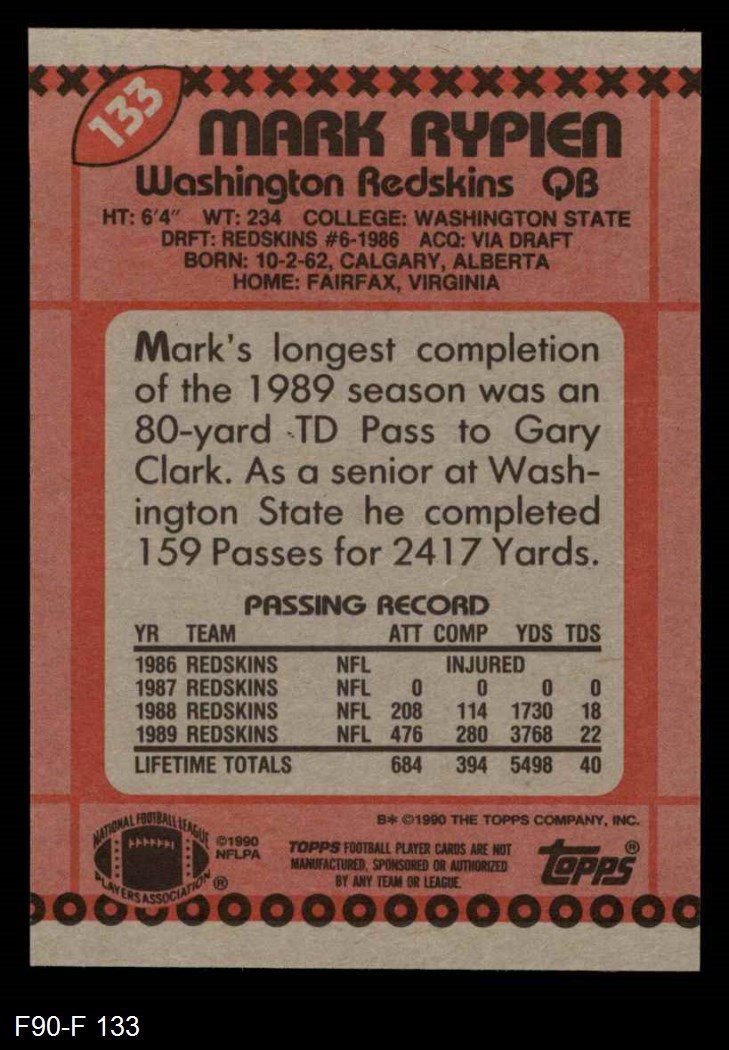 133
MARK RYPIEN
Washington Redskins QB
HT: 6'4" WT: 234 COLLEGE: WASHINGTON STATE
DRFT: REDSKINS #6-1986 ACQ: VIA DRAFT
BORN: 10-2-62, CALGARY, ALBERTA
HOME: FAIRFAX, VIRGINIA
Mark's longest completion
of the 1989 season was an
80-yard TD Pass to Gary
Clark. As a senior at Wash-
ington State he completed
159 Passes for 2417 Yards.
PASSING RECORD
YR TEAM ATT COMP YDS TDS
1986 REDSKINS NFL INJURED
1987 REDSKINS NFL 0 0 0 0
1988 REDSKINS NFL 208 114 1730 18
1989 REDSKINS NFL 476 280 3768 22
LIFETIME TOTALS 684 394 5498 40
B* ©1990 THE TOPPS COMPANY, INC.
NATIONAL FOOTBALL LEAGUE
PLAYERS ASSOCIATION ®
©1990
NFLPA
TOPPS FOOTBALL PLAYER CARDS ARE NOT
MANUFACTURED, SPONSORED OR AUTHORIZED
BY ANY TEAM OR LEAGUE.
Topps®
F90-F 133